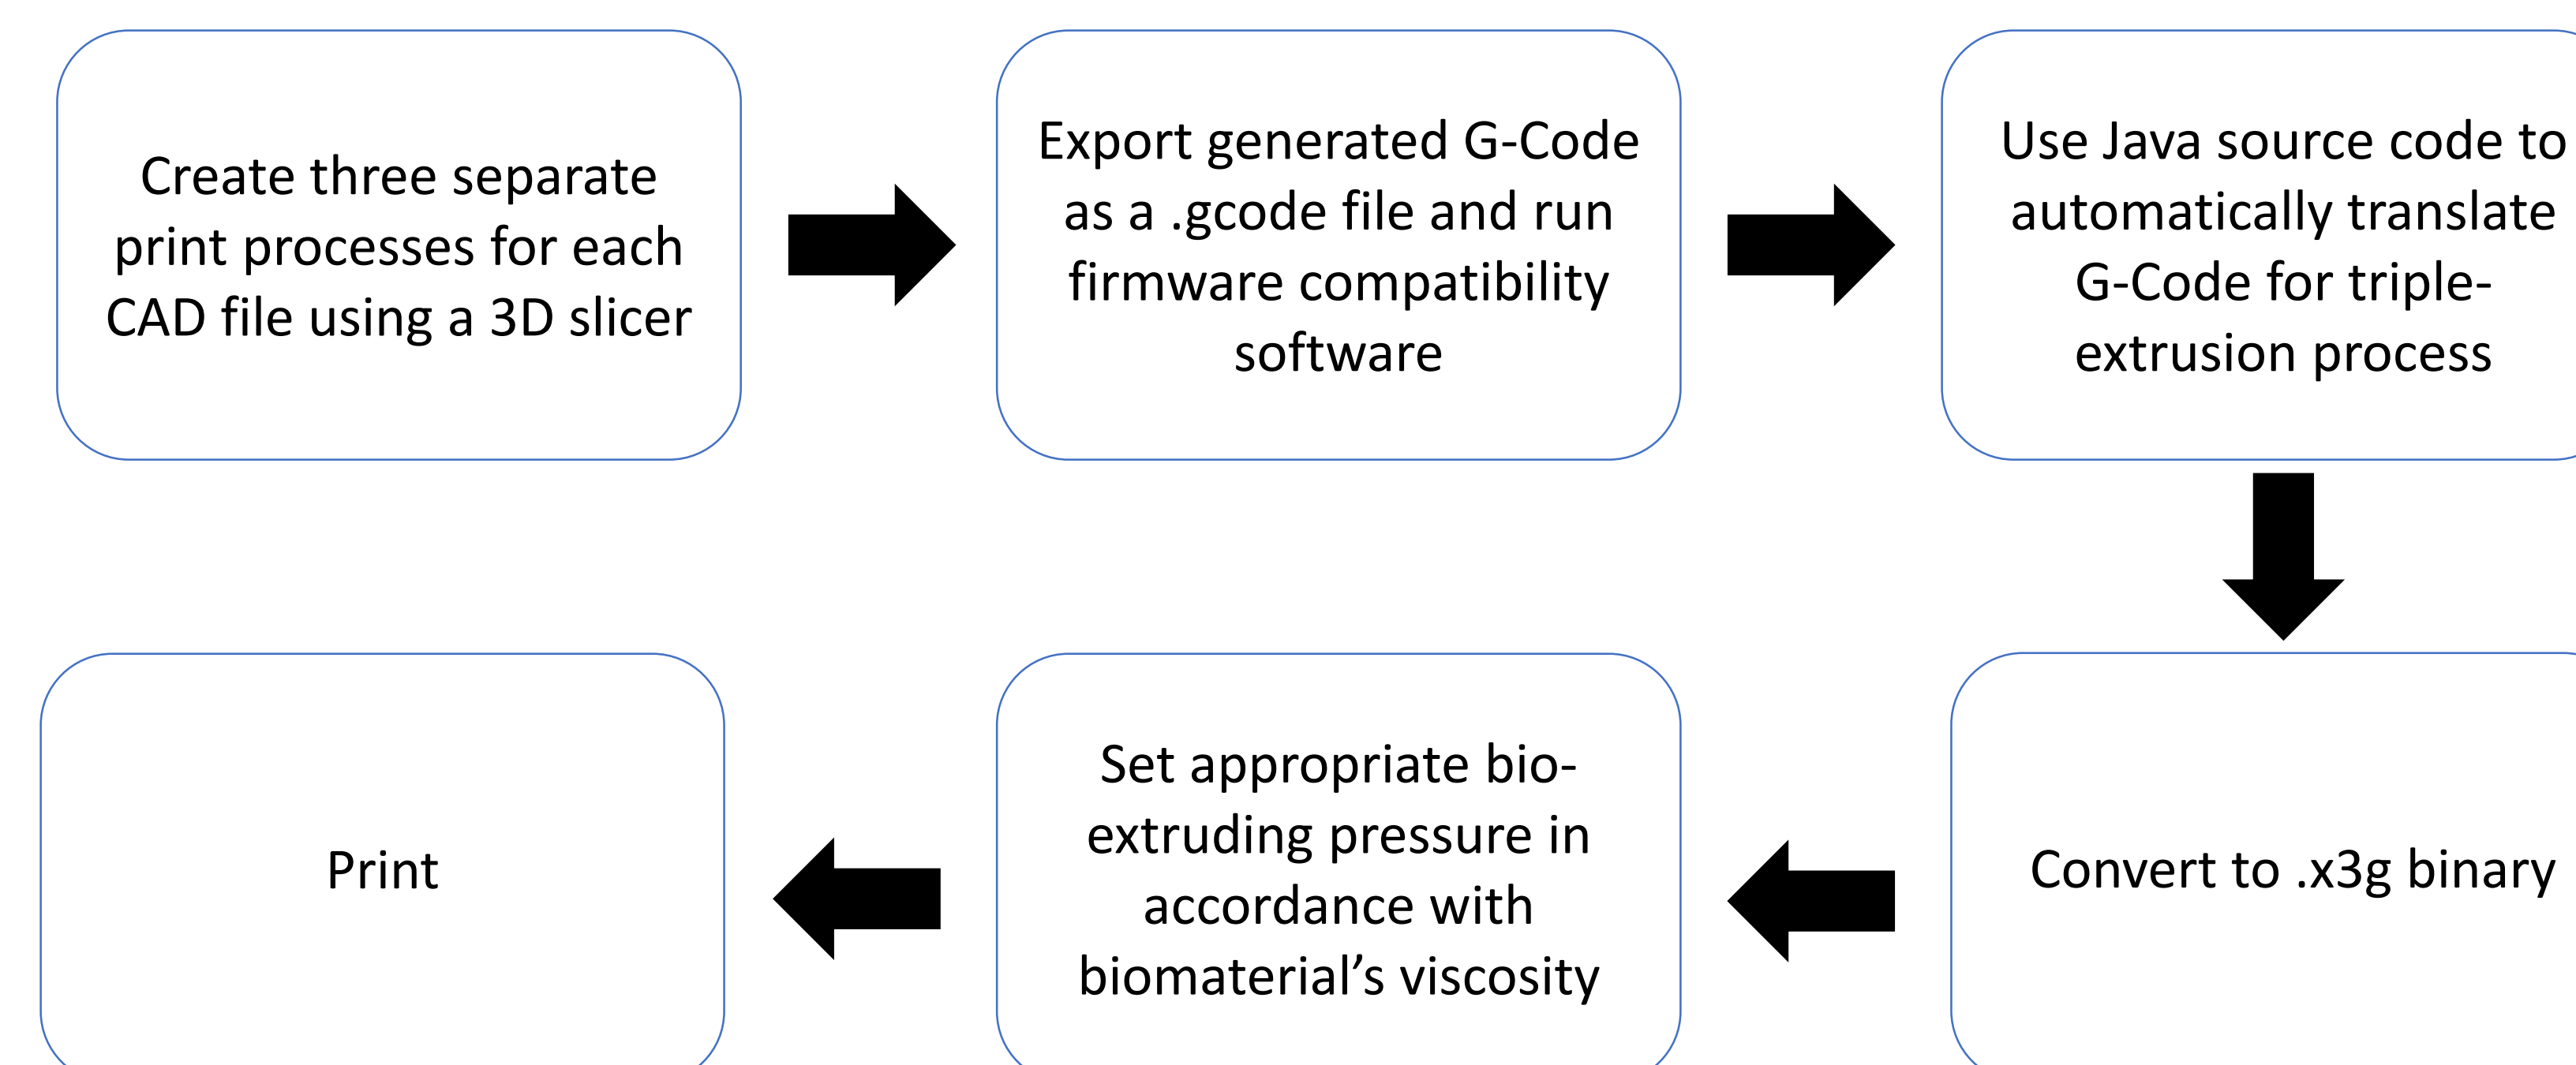 Create three separate
print processes for each
CAD file using a 3D slicer
Export generated G-Code
as a .gcode file and run
firmware compatibility
software
Use Java source code to
automatically translate
G-Code for triple-
extrusion process
Convert to .x3g binary
Set appropriate bio-
extruding pressure in
accordance with
biomaterial’s viscosity
Print